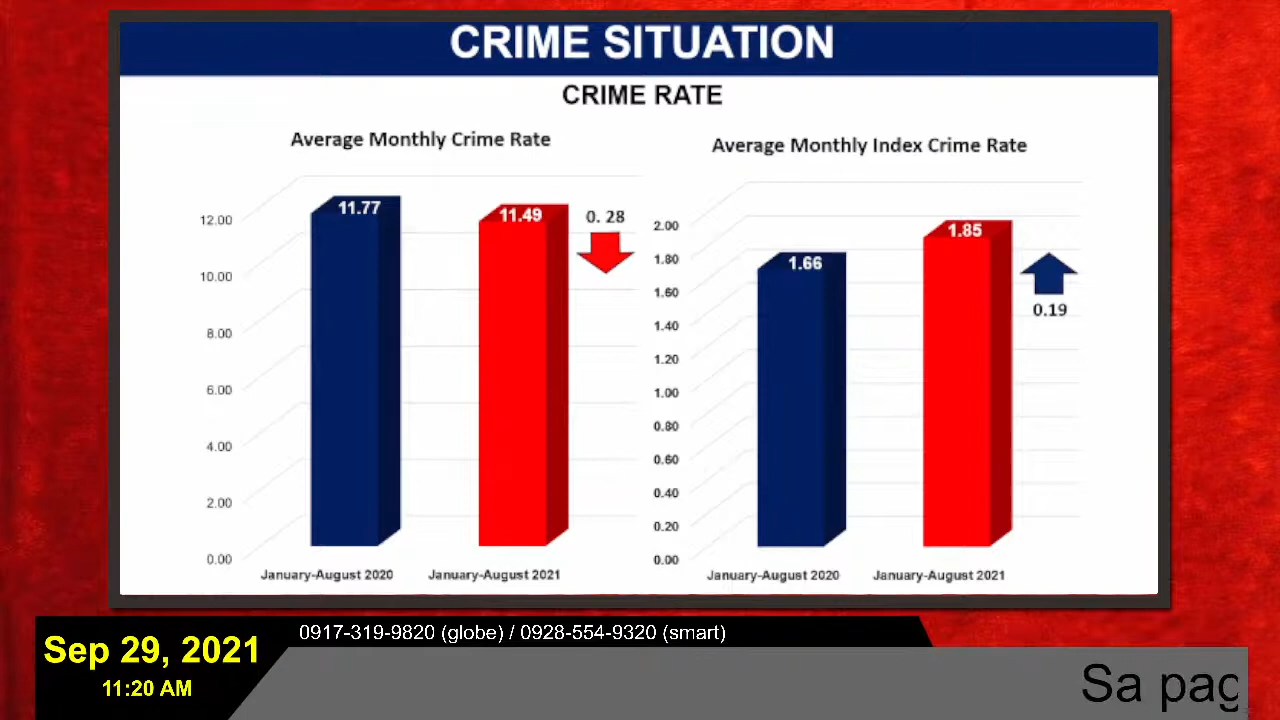 CRIME SITUATION
CRIME RATE
Average Monthly Crime Rate
12.00
10.00
8.00
6.00
4.00
2.00
0.00
11.77
11.49
0. 28
January-August 2020
January-August 2021
Average Monthly Index Crime Rate
2.00
1.80
1.60
1.40
1.20
1.00
0.80
0.60
0.40
0.20
0.00
1.66
1.85
0.19
January-August 2020
January-August 2021
Sep 29, 2021
11:20 AM
0917-319-9820 (globe) / 0928-554-9320 (smart)
Sa pag